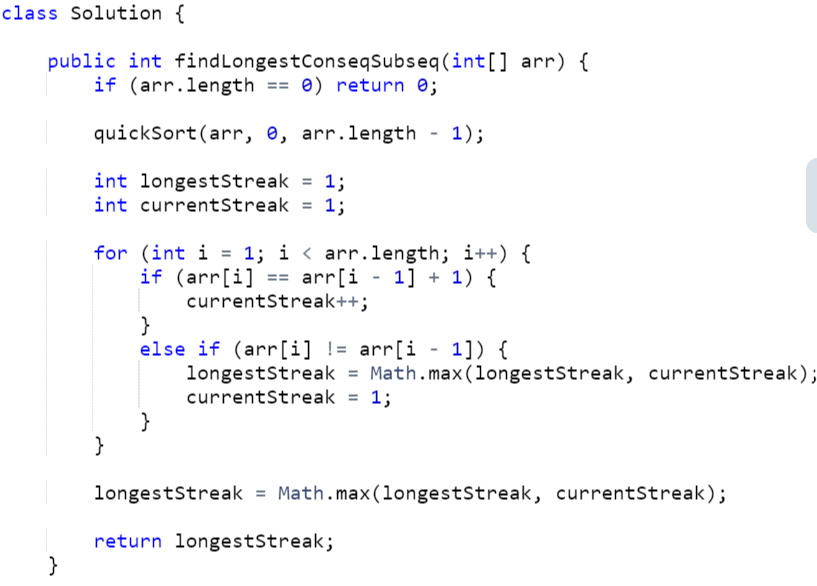 class Solution {
public int findLongestConseqSubseq(int[] arr) {
if (arr.length == 0) return 0;
quickSort(arr, 0, arr.length - 1);
int longestStreak = 1;
int currentStreak = 1;
for (int i = 1; i < arr.length; i++) {
if (arr[i] == arr[i - 1] + 1) {
currentStreak++;
}
else if (arr[i] != arr[i - 1]) {
longestStreak = Math.max(longestStreak, currentStreak);
currentStreak = 1;
}
}
longestStreak = Math.max(longestStreak, currentStreak);
return longestStreak;
}